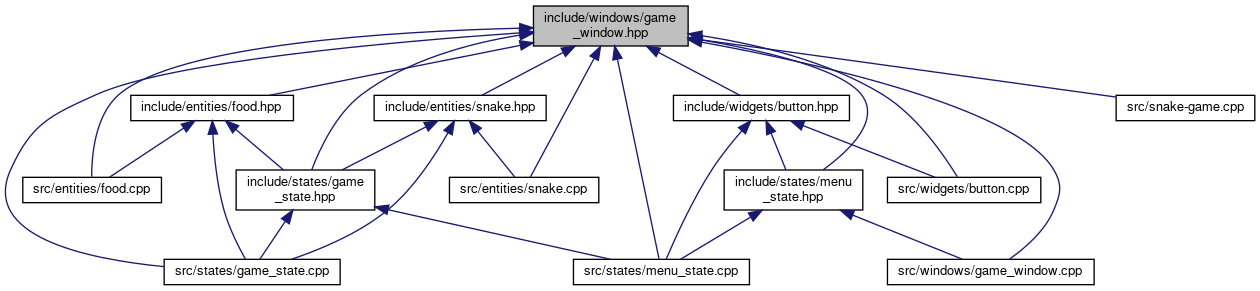 include/windows/game
_window.hpp
include/entities/food.hpp
include/entities/snake.hpp
include/widgets/button.hpp
src/snake-game.cpp
src/entities/food.cpp
include/states/game
_state.hpp
src/entities/snake.cpp
include/states/menu
_state.hpp
src/widgets/button.cpp
src/states/game_state.cpp
src/states/menu_state.cpp
src/windows/game_window.cpp